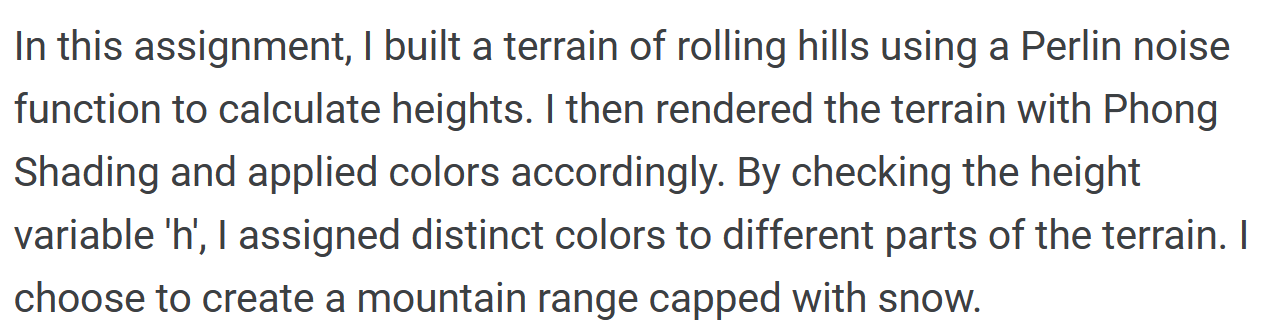 In this assignment, I built a terrain of rolling hills using a Perlin noise
function to calculate heights. I then rendered the terrain with Phong
Shading and applied colors accordingly. By checking the height
variable 'h', I assigned distinct colors to different parts of the terrain. I
choose to create a mountain range capped with snow.